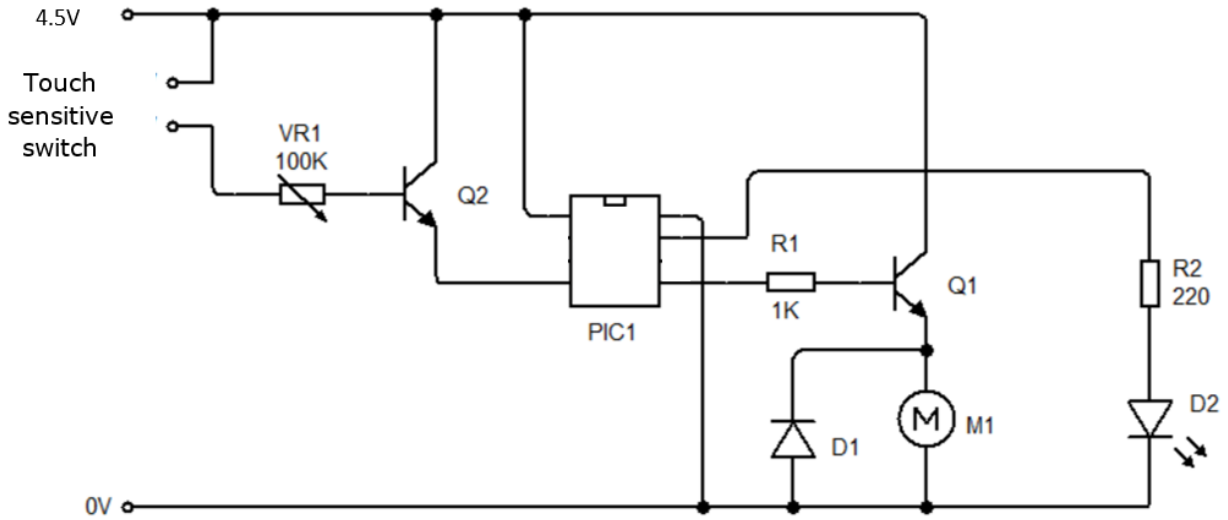 4.5V
Touch
sensitive
switch
VR1
100K
Q2
R1
1K
PIC1
Q1
R2
220
D1
M
M1
D2
0V